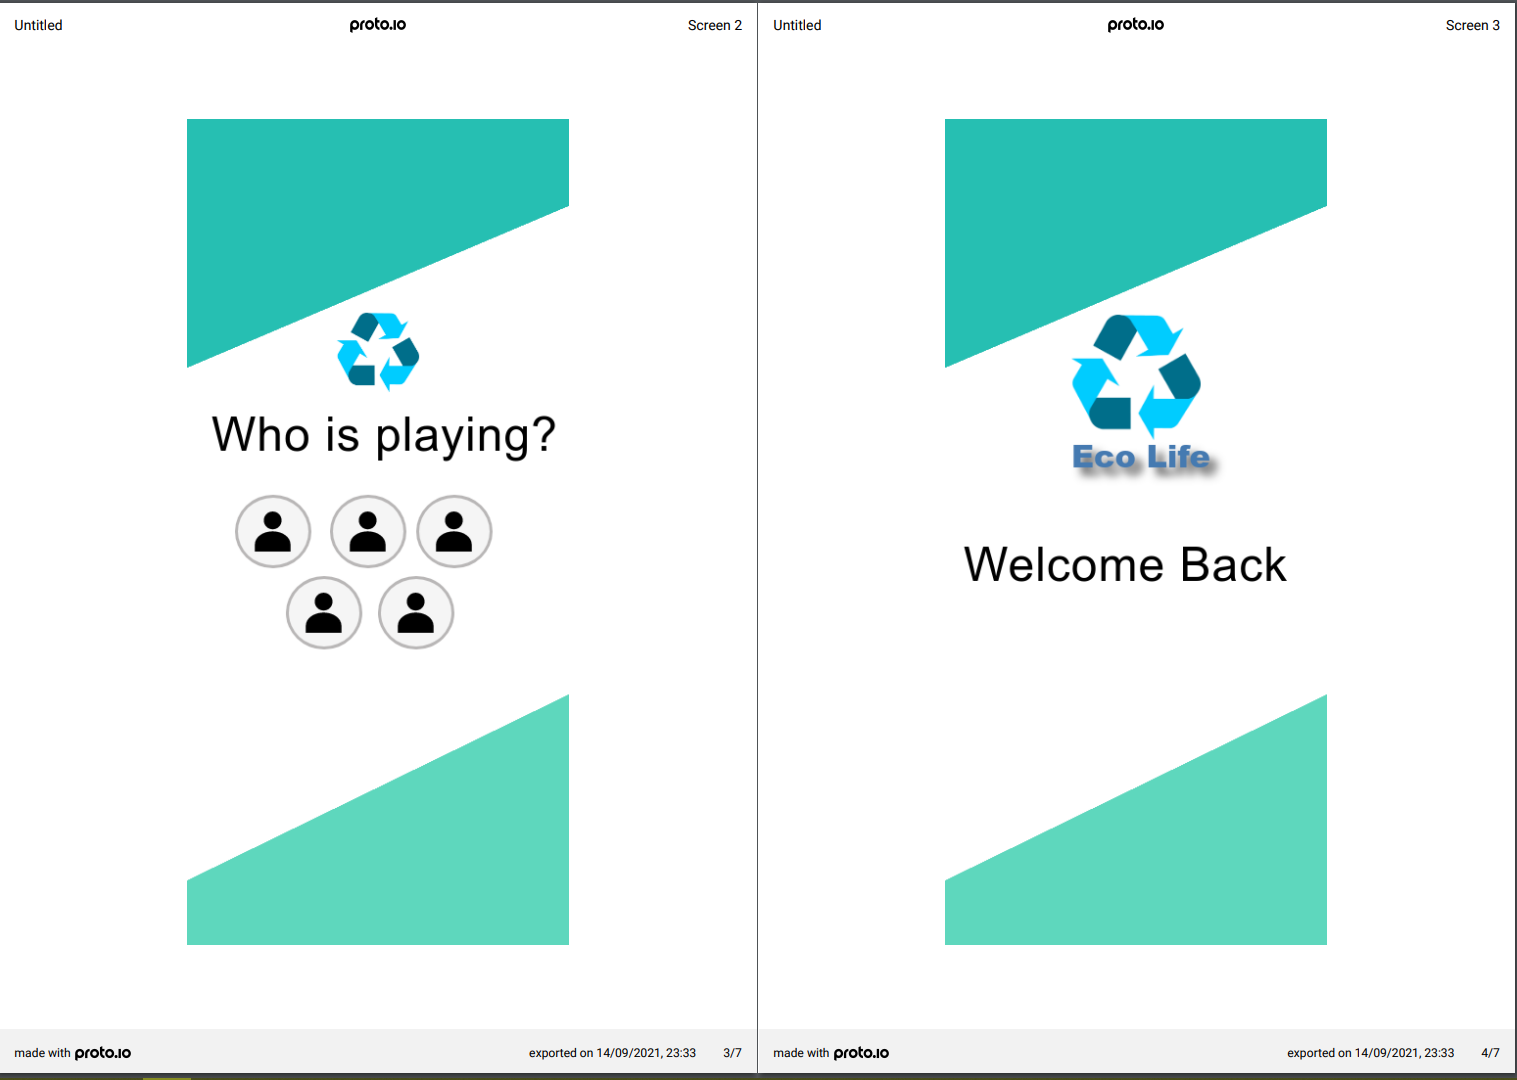 Untitled
proto.io
Screen 2
Who is playing?
made with proto.io
exported on 14/09/2021, 23:33
3/7
Untitled
proto.io
Screen 3
Eco Life
Welcome Back
made with proto.io
exported on 14/09/2021, 23:33
4/7